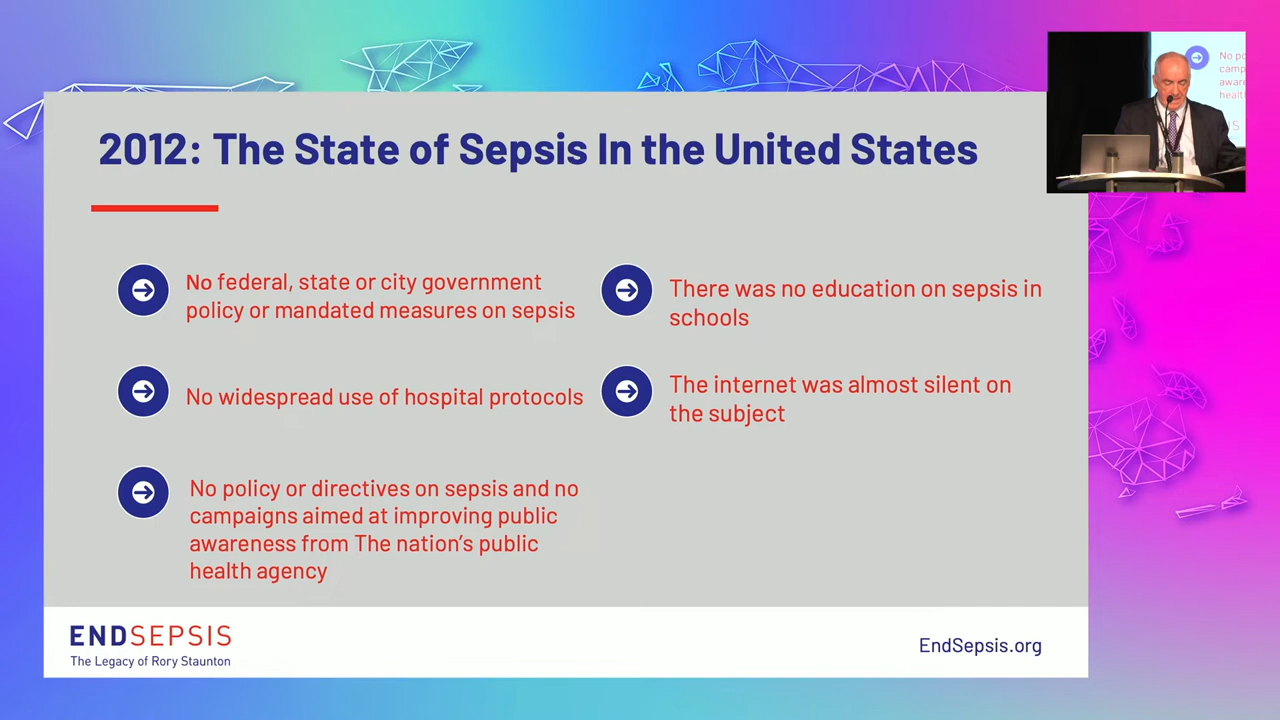 2012: The State of Sepsis In the United States
No federal, state or city government
policy or mandated measures on sepsis
No widespread use of hospital protocols
No policy or directives on sepsis and no
campaigns aimed at improving public
awareness from The nation's public
health agency
There was no education on sepsis in
schools
The internet was almost silent on
the subject
ENDSEPSIS
The Legacy of Rory Staunton
EndSepsis.org